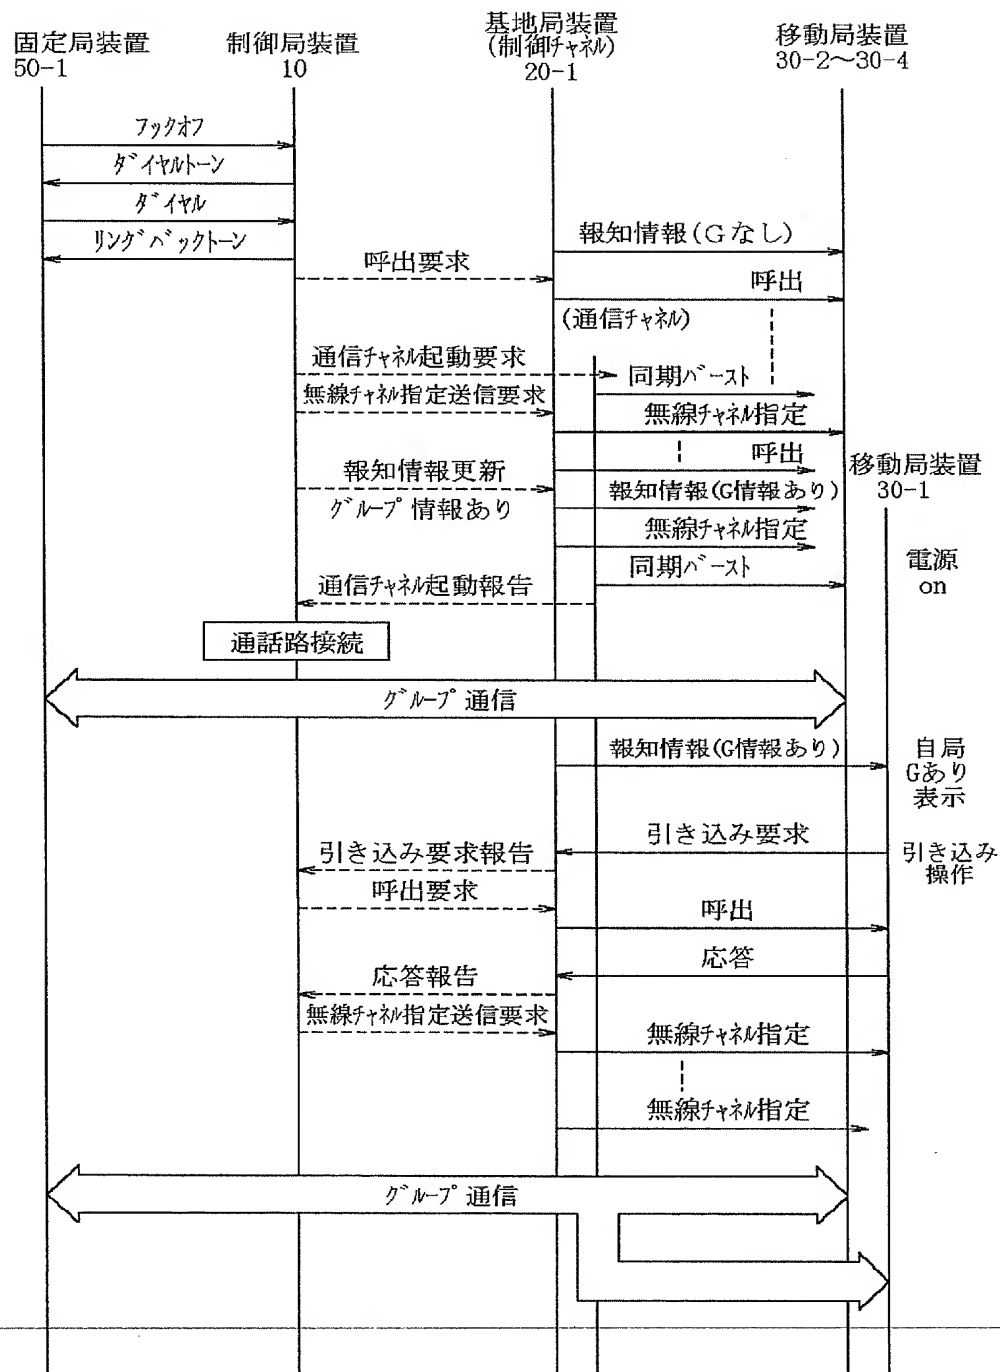 固定局装置
50-1
制御局装置
10
基地局装置
(制御チャネル)
20-1
移動局装置
30-2～30-4
フックオフ
ダイヤルトーン
ダイヤル
リングバックトーン
報知情報(Gなし)
呼出要求
呼出
(通信チャネル)
通信チャネル起動要求
同期バースト
無線チャネル指定送信要求
無線チャネル指定
呼出
移動局装置
30-1
報知情報更新
グループ情報あり
報知情報(G情報あり)
無線チャネル指定
同期バースト
電源
on
通信チャネル起動報告
通話路接続
グループ通信
報知情報(G情報あり)
自局
Gあり
表示
引き込み要求
引き込み要求報告
引き込み
操作
呼出要求
呼出
応答
応答報告
無線チャネル指定送信要求
無線チャネル指定
無線チャネル指定
グループ通信